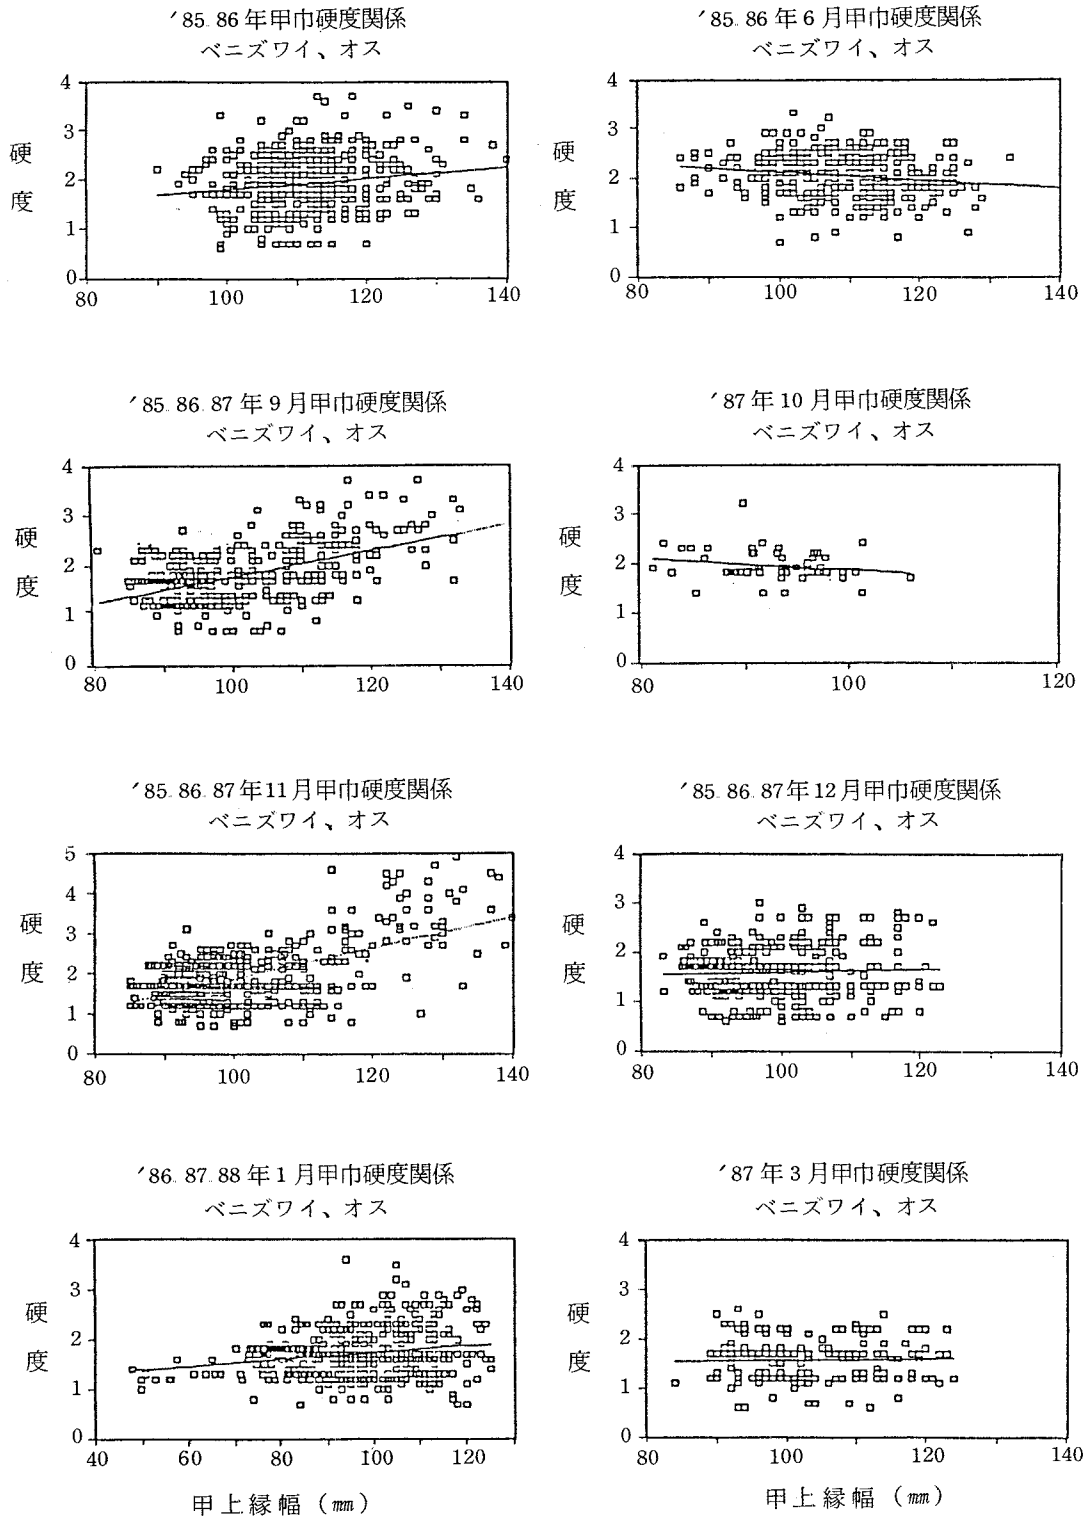 '85. 86年甲巾硬度関係
ベニズワイ、オス
4
3
2
1
0
硬
度
80 100 120 140
'85. 86年6月甲巾硬度関係
ベニズワイ、オス
4
3
2
1
0
硬
度
80 100 120 140
'85. 86. 87年9月甲巾硬度関係
ベニズワイ、オス
4
3
2
1
0
硬
度
80 100 120 140
'87年10月甲巾硬度関係
ベニズワイ、オス
4
3
2
1
0
硬
度
80 100 120
'85. 86. 87年11月甲巾硬度関係
ベニズワイ、オス
5
4
3
2
1
0
硬
度
80 100 120 140
'85. 86. 87年12月甲巾硬度関係
ベニズワイ、オス
4
3
2
1
0
硬
度
80 100 120 140
'86. 87. 88年1月甲巾硬度関係
ベニズワイ、オス
4
3
2
1
0
硬
度
40 50 60 70 80 90 100 120
甲上縁幅（mm）
'87年3月甲巾硬度関係
ベニズワイ、オス
4
3
2
1
0
硬
度
80 100 120 140
甲上縁幅（mm）